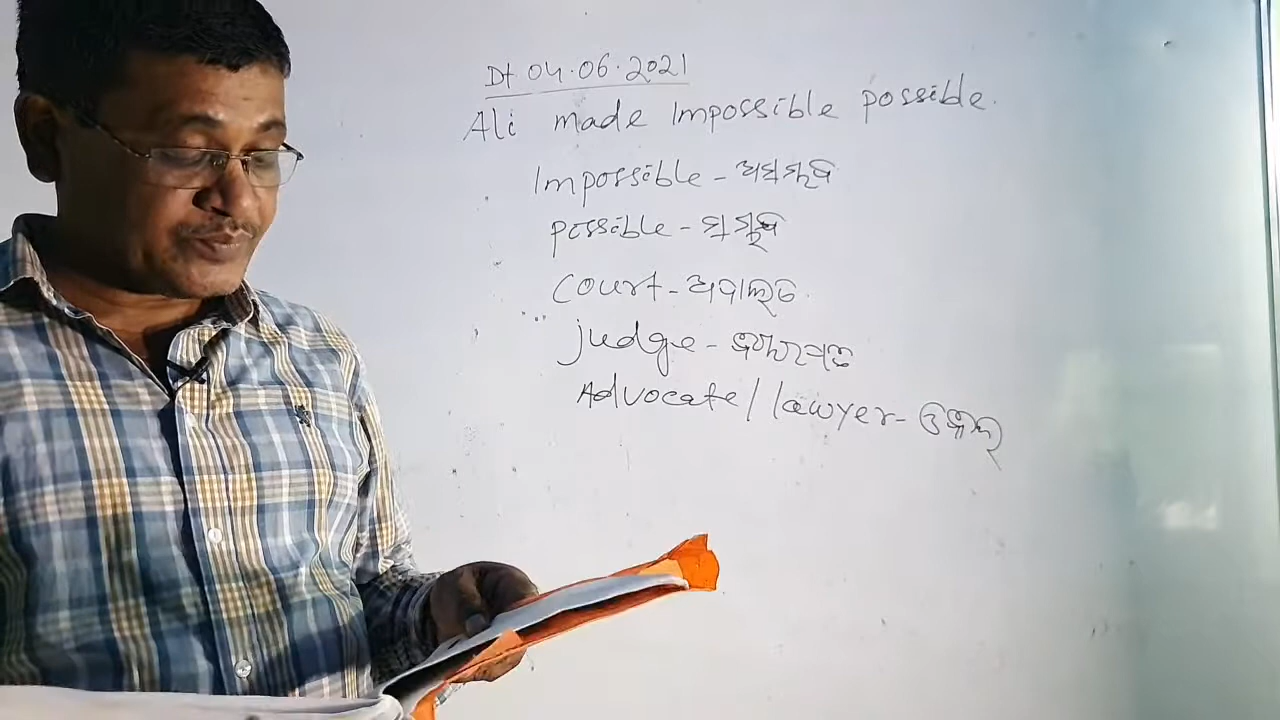 Dt 04.06.2021
Ali made Impossible possible.
Impossible - ଅସମ୍ଭବ
possible - ସମ୍ଭବ
Court - ଅଦାଲତ
Judge -
Advocate / lawyer - ଓକିଲ